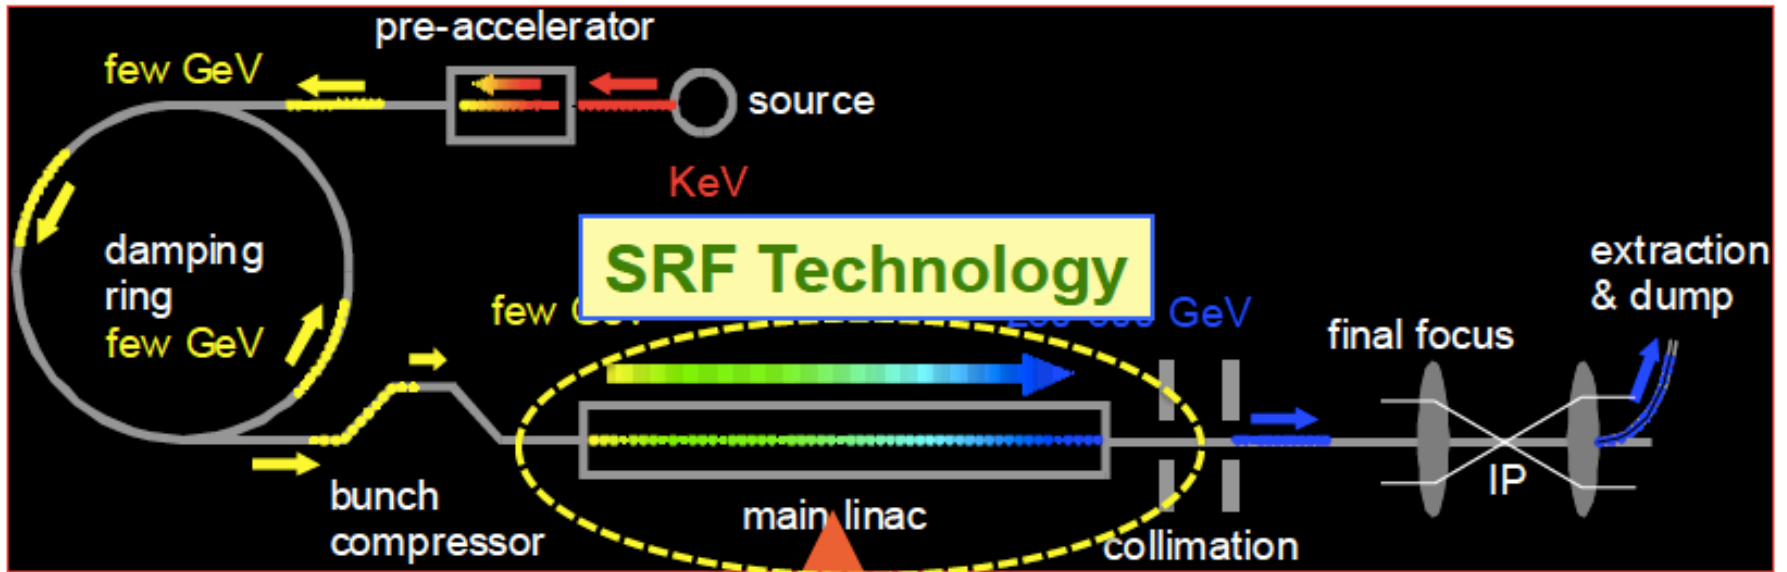 pre-accelerator
few GeV
source
KeV
damping
ring
few GeV
SRF Technology
few
GeV
extraction
& dump
final focus
IP
bunch
compressor
main linac
collimation